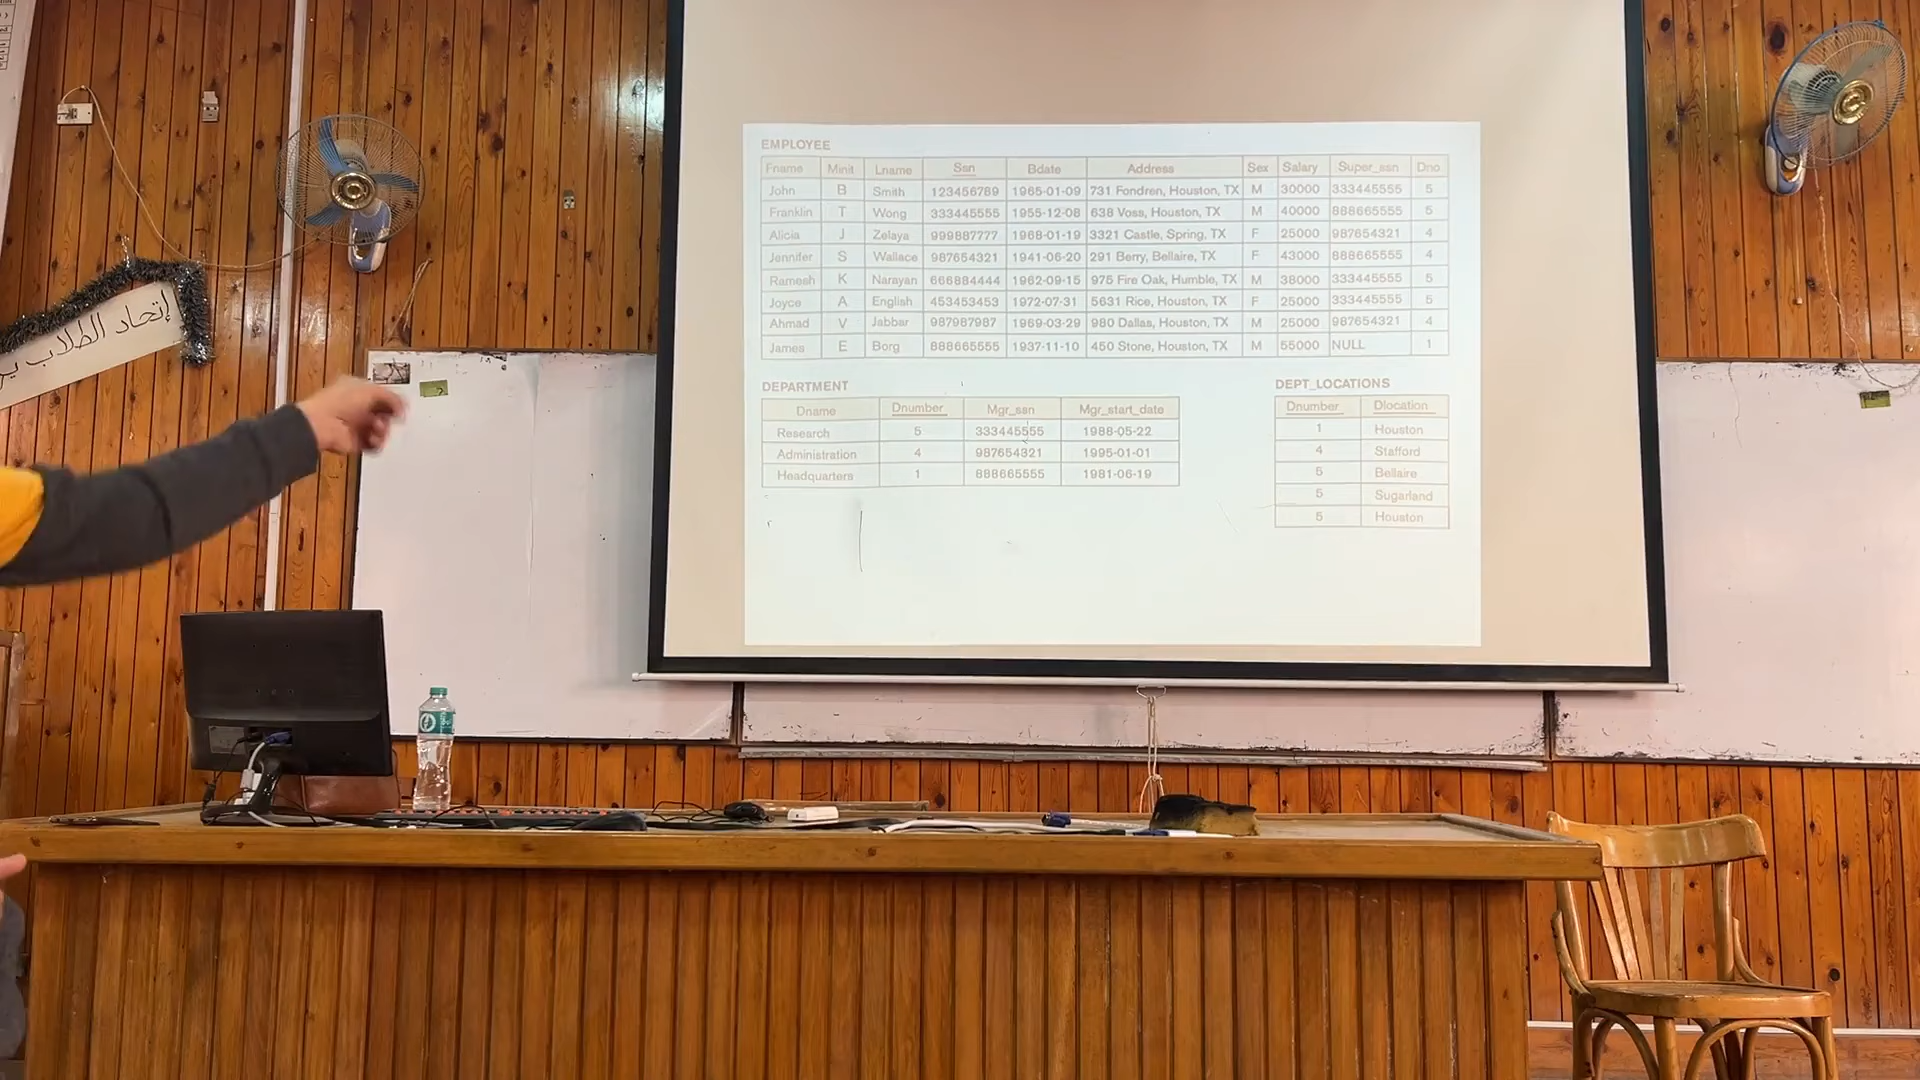 إتحاد الطلاب
EMPLOYEE
Fname Minit Lname Ssn Bdate Address Sex Salary Super_ssn Dno
John B Smith 123456789 1965-01-09 731 Fondren, Houston, TX M 30000 333445555 5
Franklin T Wong 333445555 1955-12-08 638 Voss, Houston, TX M 40000 888665555 5
Alicia J Zelaya 999887777 1968-01-19 3321 Castle, Spring, TX F 25000 987654321 4
Jennifer S Wallace 987654321 1941-06-20 291 Berry, Bellaire, TX F 43000 888665555 4
Ramesh K Narayan 666884444 1962-09-15 975 Fire Oak, Humble, TX M 38000 333445555 5
Joyce A English 453453453 1972-07-31 5631 Rice, Houston, TX F 25000 333445555 5
Ahmad V Jabbar 987987987 1969-03-29 980 Dallas, Houston, TX M 25000 987654321 4
James E Borg 888665555 1937-11-10 450 Stone, Houston, TX M 55000 NULL 1
DEPARTMENT
Dname Dnumber Mgr_ssn Mgr_start_date
Research 5 333445555 1988-05-22
Administration 4 987654321 1995-01-01
Headquarters 1 888665555 1981-06-19
DEPT_LOCATIONS
Dnumber Dlocation
1 Houston
4 Stafford
5 Bellaire
5 Sugarland
5 Houston